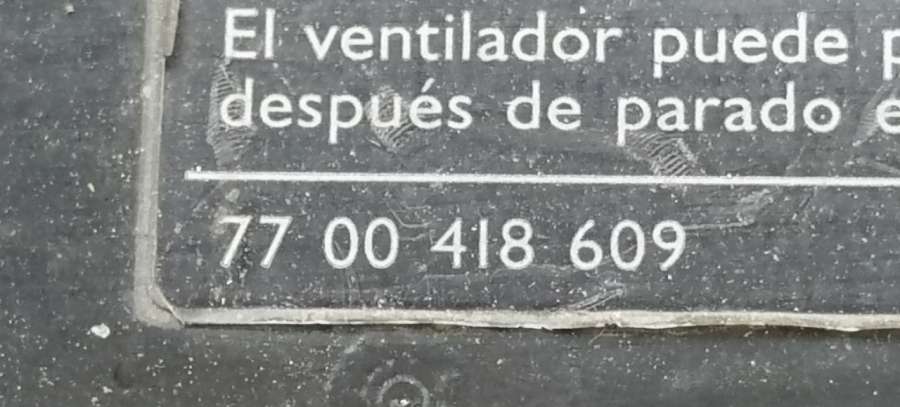 El ventilador puede
después de parado
77 00 418 609